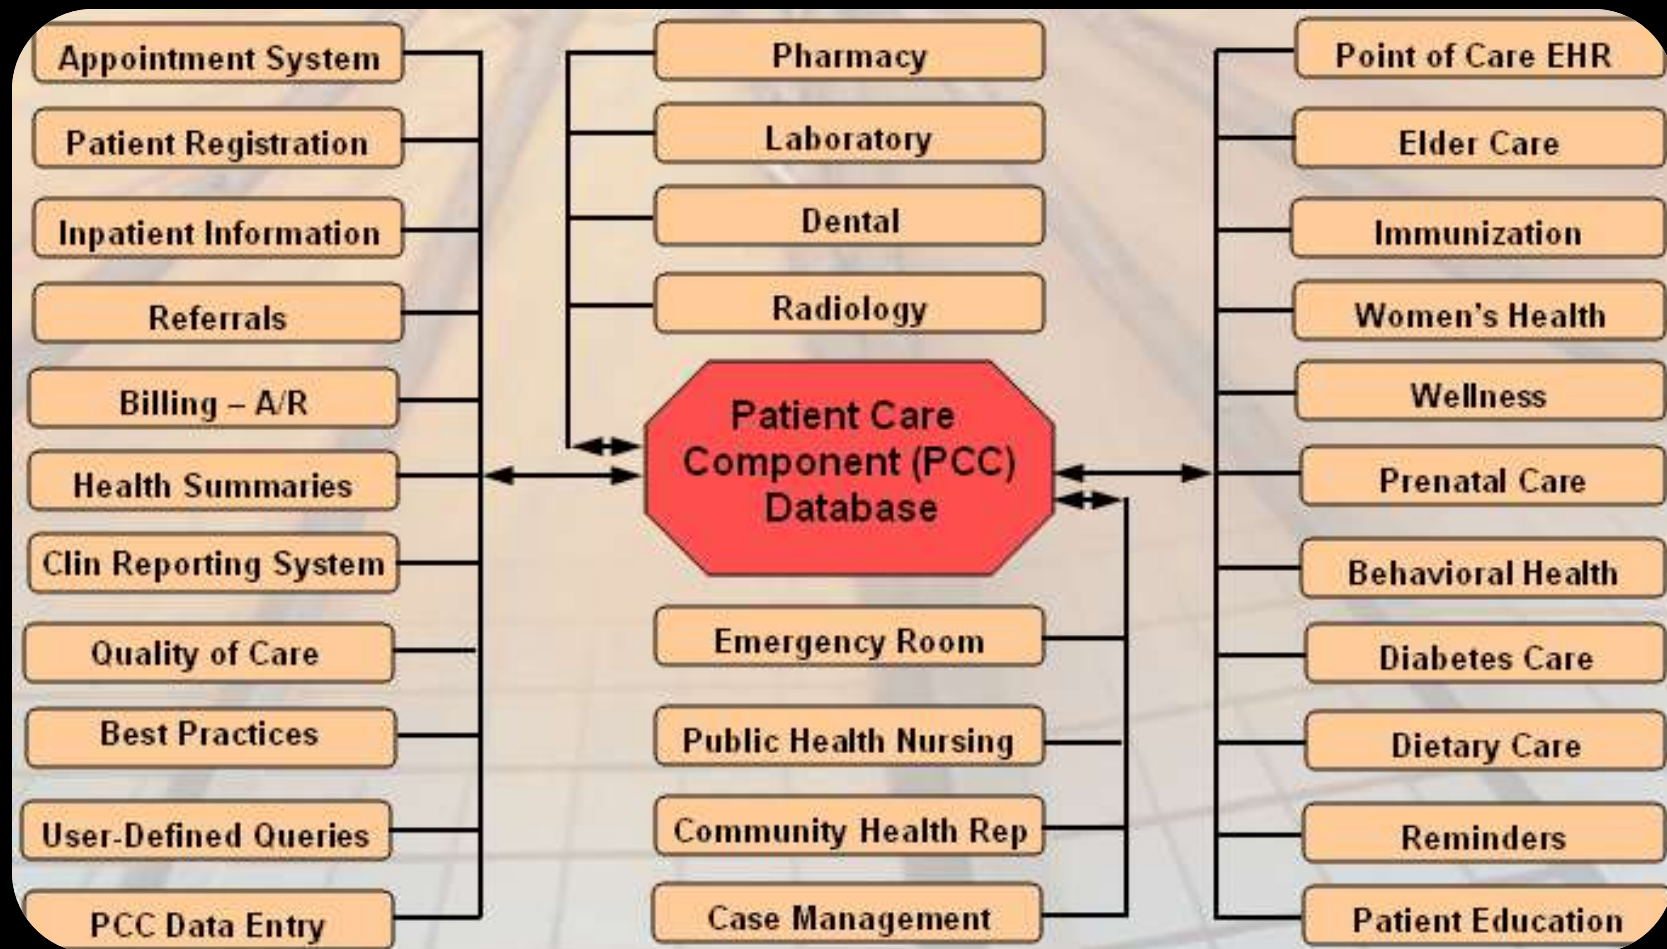 Appointment System
Patient Registration
Inpatient Information
Referrals
Billing – A/R
Health Summaries
Clin Reporting System
Quality of Care
Best Practices
User-Defined Queries
PCC Data Entry
Pharmacy
Laboratory
Dental
Radiology
Patient Care
Component (PCC)
Database
Emergency Room
Public Health Nursing
Community Health Rep
Case Management
Point of Care EHR
Elder Care
Immunization
Women’s Health
Wellness
Prenatal Care
Behavioral Health
Diabetes Care
Dietary Care
Reminders
Patient Education